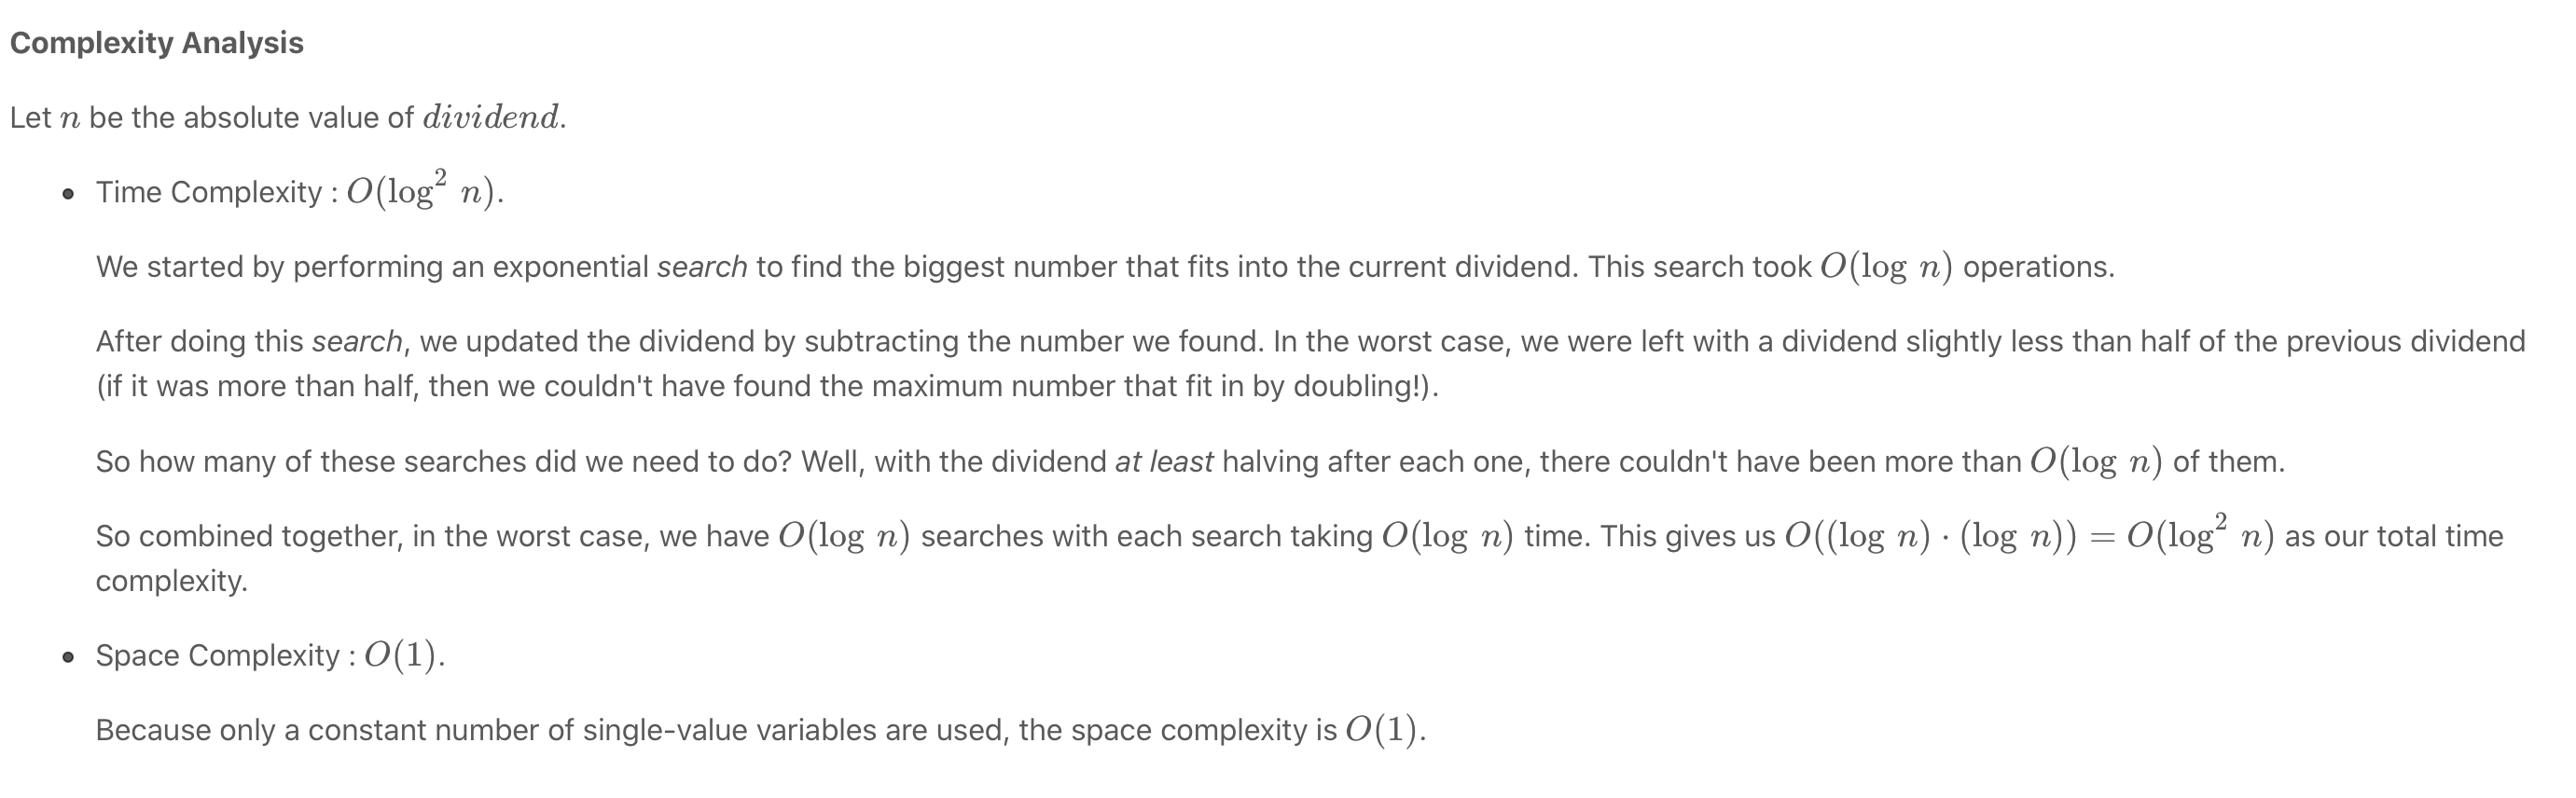 Complexity Analysis
Let n be the absolute value of dividend.
• Time Complexity : O(log² n).
We started by performing an exponential search to find the biggest number that fits into the current dividend. This search took O(log n) operations.
After doing this search, we updated the dividend by subtracting the number we found. In the worst case, we were left with a dividend slightly less than half of the previous dividend
(if it was more than half, then we couldn't have found the maximum number that fit in by doubling!).
So how many of these searches did we need to do? Well, with the dividend at least halving after each one, there couldn't have been more than O(log n) of them.
So combined together, in the worst case, we have O(log n) searches with each search taking O(log n) time. This gives us O((log n) · (log n)) = O(log² n) as our total time
complexity.
• Space Complexity : O(1).
Because only a constant number of single-value variables are used, the space complexity is O(1).